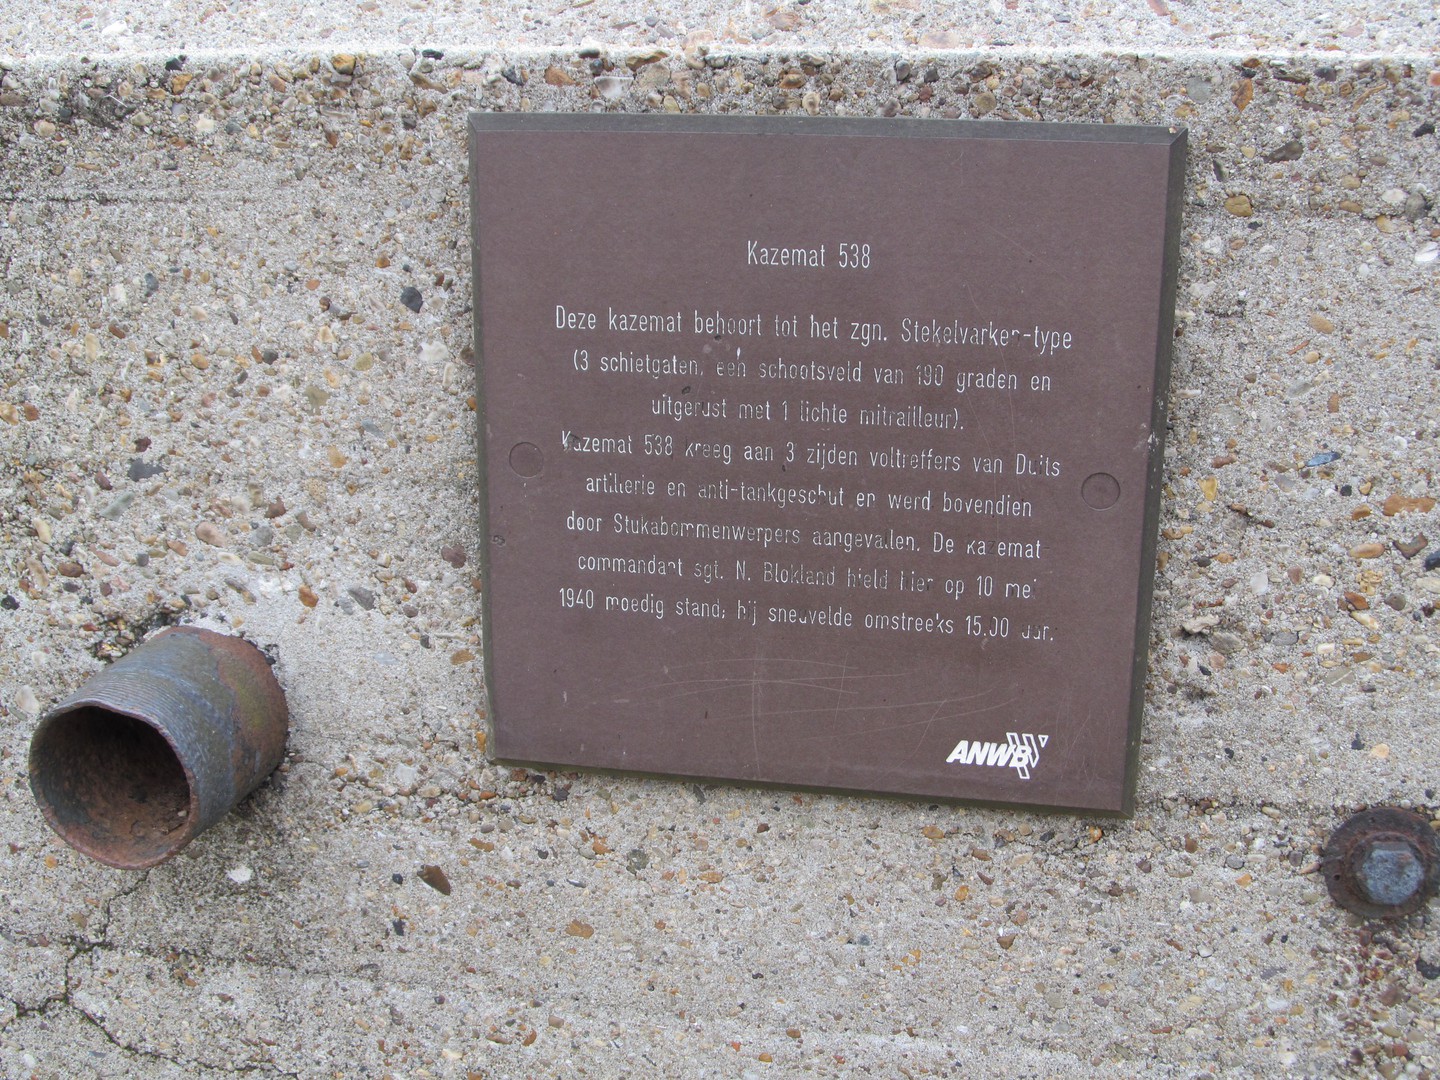 Kazemat 538
Deze kazemat behoort tot het zgn. Stekelvarken-type
(3 schietgaten, een schootsveld van 190 graden en
uitgerust met 1 lichte mitrailleur).
Kazemat 538 kreeg aan 3 zijden voltreffers van Duits
artillerie en anti-tankgeschut en werd bovendien
door Stukabommenwerpers aangevallen. De kazemat-
commandant sgt. N. Blokland hield hier op 10 mei
1940 moedig stand; hij sneuvelde omstreeks 15.00 uur.
ANWB